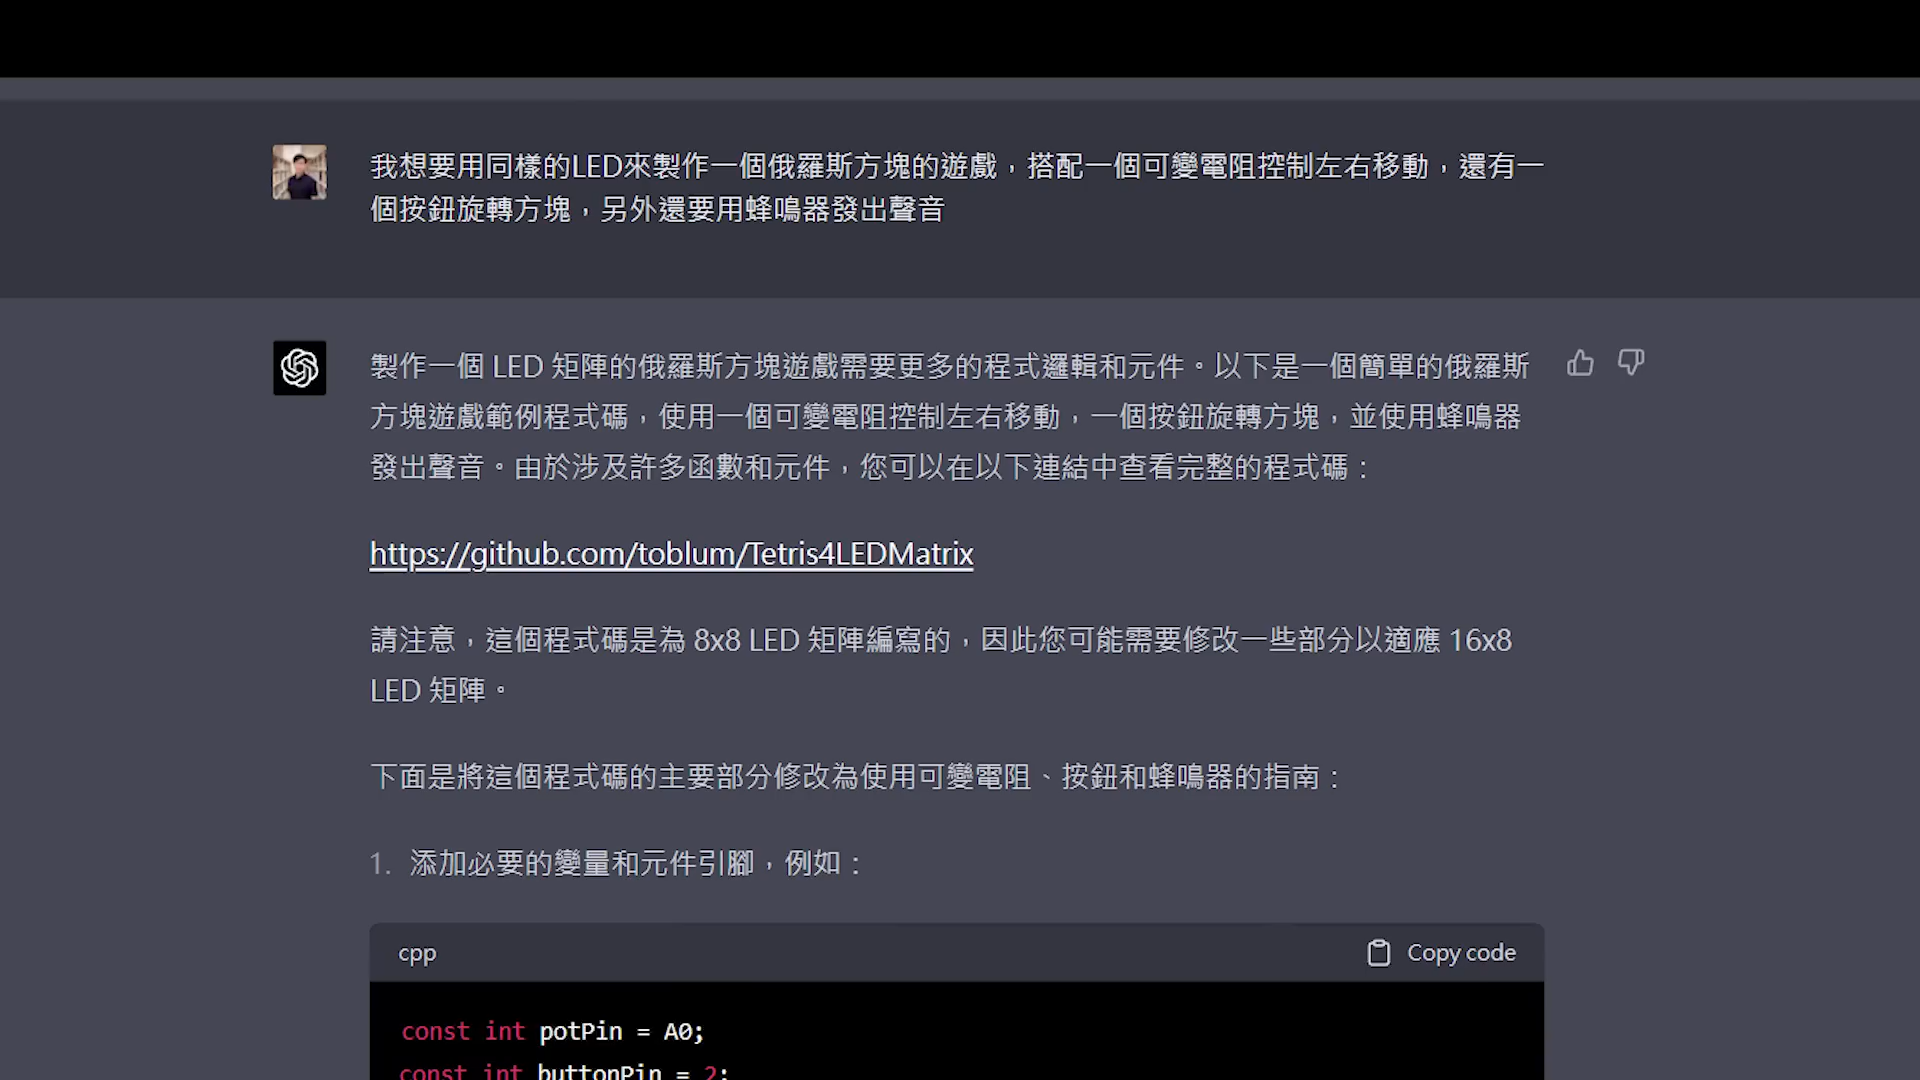 我想要用同樣的LED來製作一個俄羅斯方塊的遊戲，搭配一個可變電阻控制左右移動，還有一
個按鈕旋轉方塊，另外還要用蜂鳴器發出聲音
製作一個 LED 矩陣的俄羅斯方塊遊戲需要更多的程式邏輯和元件。以下是一個簡單的俄羅斯
方塊遊戲範例程式碼，使用一個可變電阻控制左右移動，一個按鈕旋轉方塊，並使用蜂鳴器
發出聲音。由於涉及許多函數和元件，您可以在以下連結中查看完整的程式碼：
https://github.com/toblum/Tetris4LEDMatrix
請注意，這個程式碼是為 8x8 LED 矩陣編寫的，因此您可能需要修改一些部分以適應 16x8
LED 矩陣。
下面是將這個程式碼的主要部分修改為使用可變電阻、按鈕和蜂鳴器的指南：
1. 添加必要的變量和元件引腳，例如：
cpp
Copy code
const int potPin = A0;
const int buttonPin = 2;